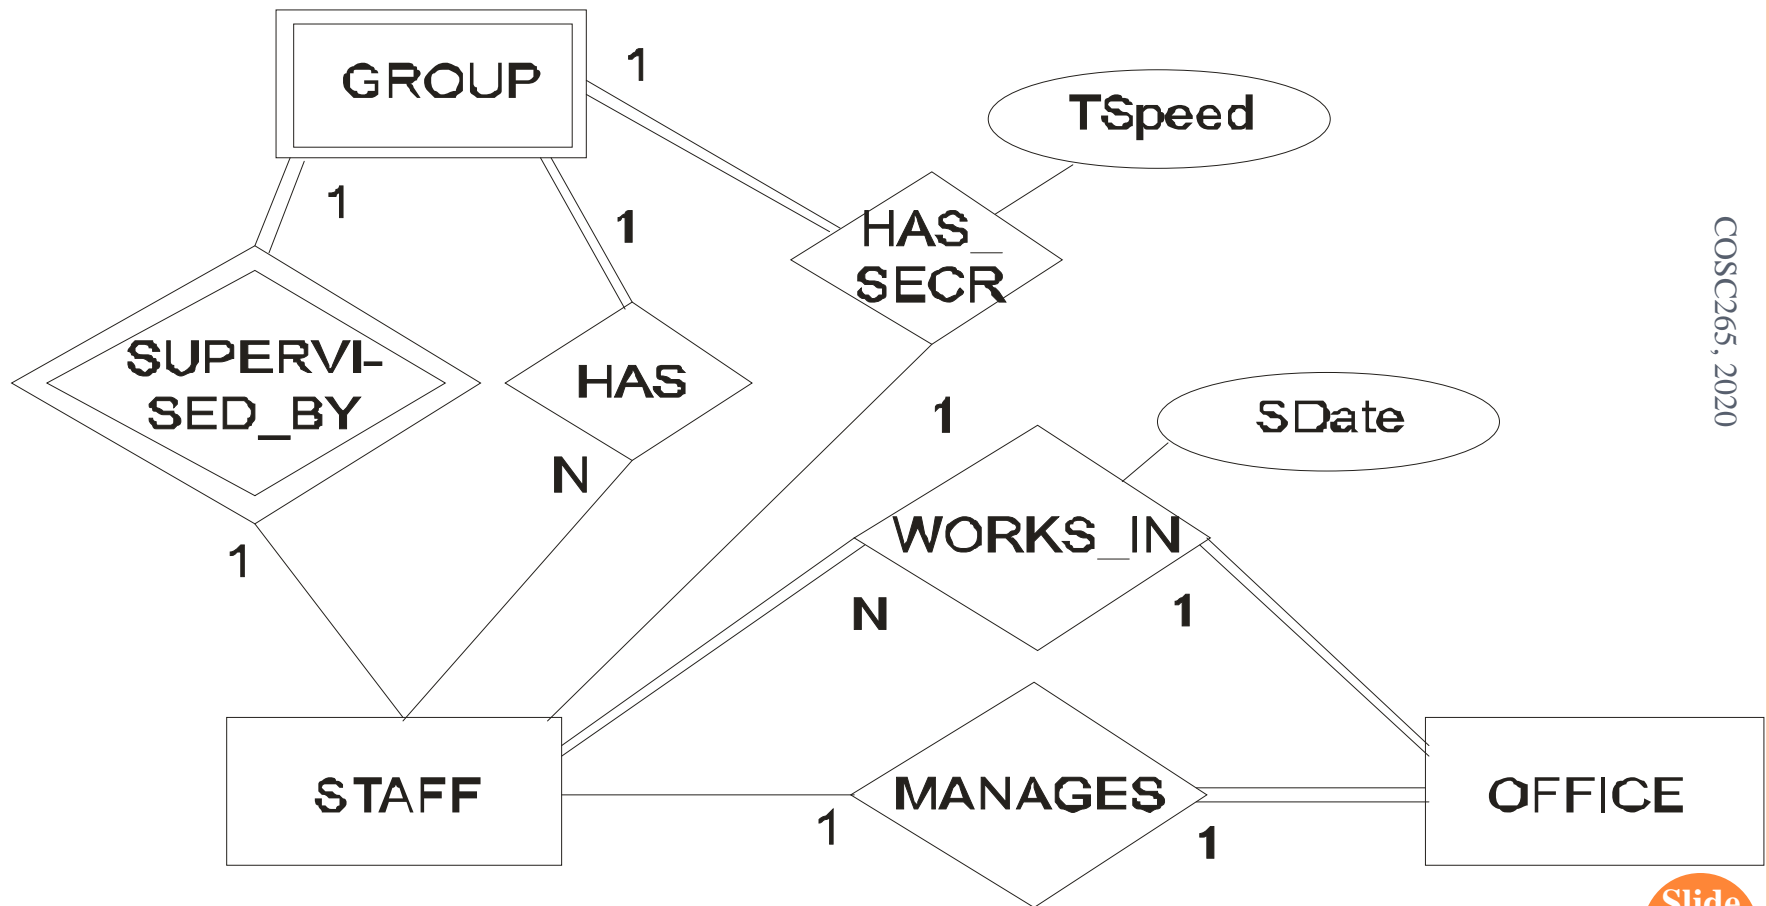 GROUP
1
TSpeed
1
1
HAS_
SECR
SUPERVI-
SED_BY
HAS
1
SDate
N
1
WORKS_IN
N
1
STAFF
1
MANAGES
1
OFFICE
COSC265, 2020
Slide